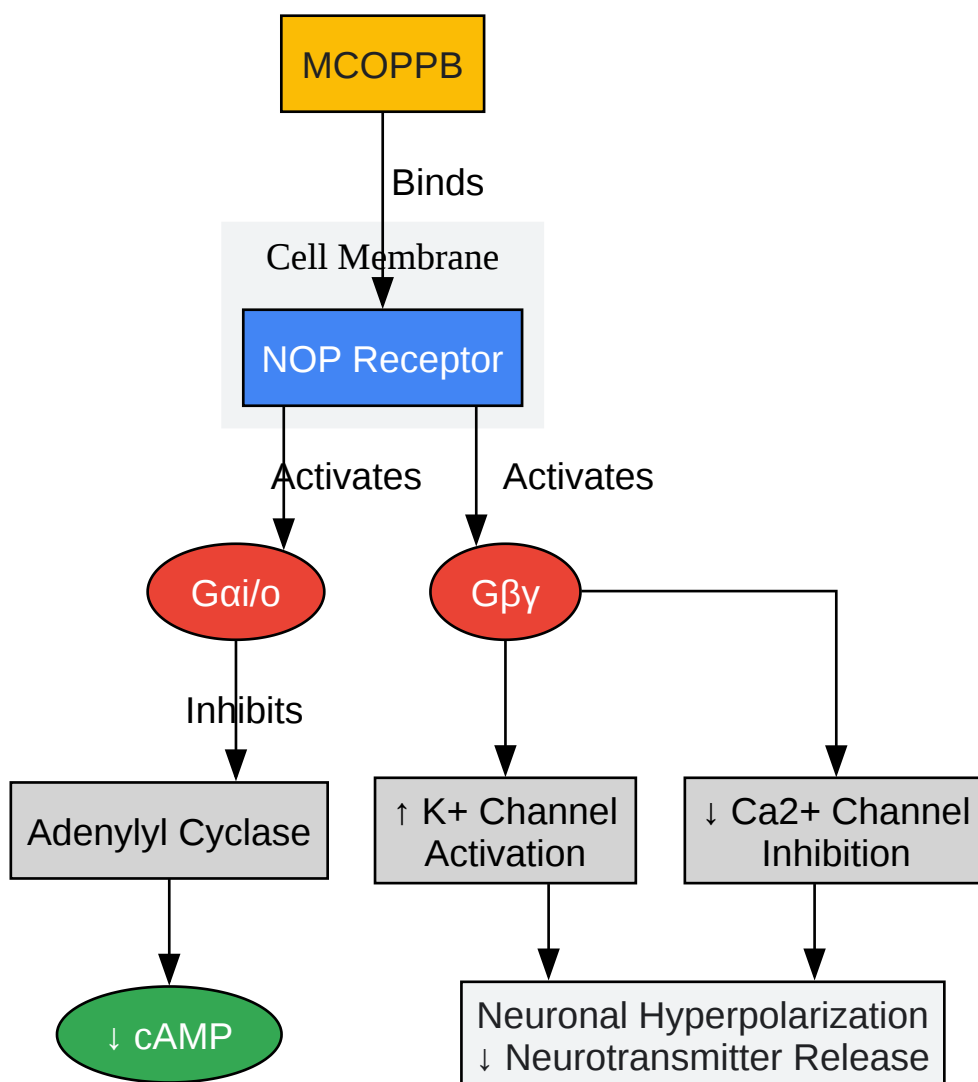 MCOPPB
Binds
Cell Membrane
NOP Receptor
Activates
Activates
Gαi/o
Gβγ
Inhibits
Adenylyl Cyclase
↑ K+ Channel
Activation
↓ Ca2+ Channel
Inhibition
↓ cAMP
Neuronal Hyperpolarization
↓ Neurotransmitter Release